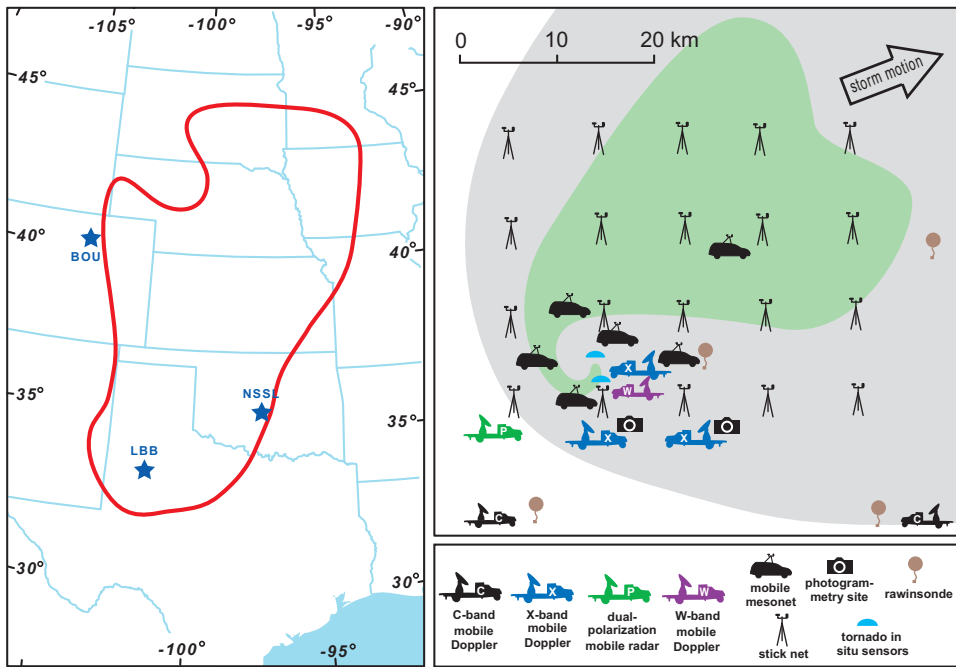 -105°
-100°
-95°
-90°
45°
45°
40°
40°
35°
35°
30°
30°
-100°
-95°
BOU
NSSL
LBB
0 10 20 km
storm motion
X
W
P
X
X
C
C
C
X
P
W
C-band
mobile
Doppler
X-band
mobile
Doppler
dual-
polarization
mobile radar
W-band
mobile
Doppler
mobile
mesonet
photogram-
metry site
rawinsonde
stick net
tornado in
situ sensors